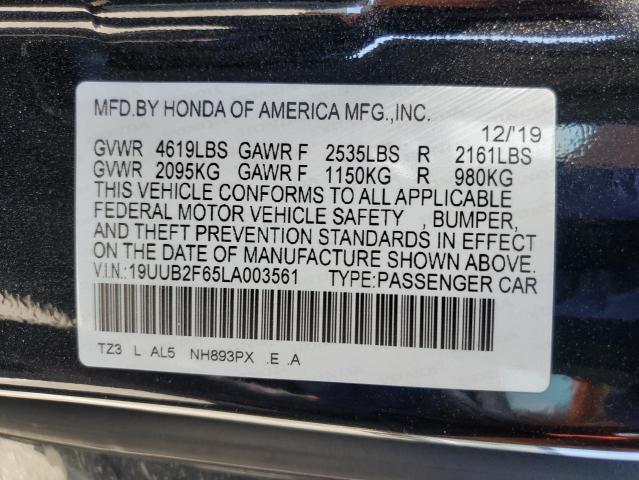 MFD.BY HONDA OF AMERICA MFG.,INC.
12/'19
GVWR 4619LBS GAWR F 2535LBS R 2161LBS
GVWR 2095KG GAWR F 1150KG R 980KG
THIS VEHICLE CONFORMS TO ALL APPLICABLE
FEDERAL MOTOR VEHICLE SAFETY , BUMPER,
AND THEFT PREVENTION STANDARDS IN EFFECT
ON THE DATE OF MANUFACTURE SHOWN ABOVE.
V.I.N.:19UUB2F65LA003561 TYPE:PASSENGER CAR
TZ3 L AL5 NH893PX .E .A